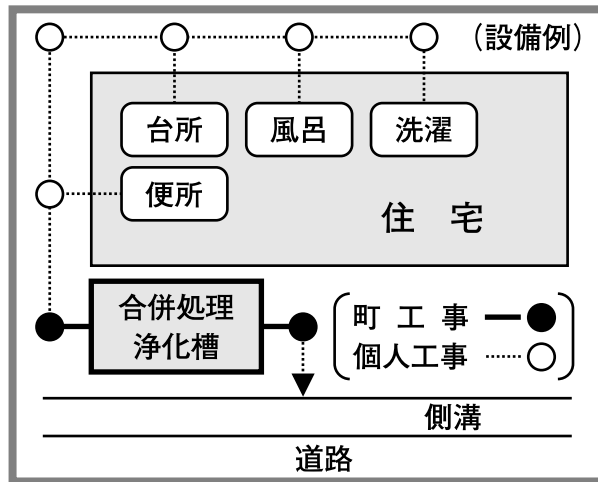 （設備例）
台所
風呂
洗濯
便所
住宅
合併処理
浄化槽
町工事
個人工事
側溝
道路